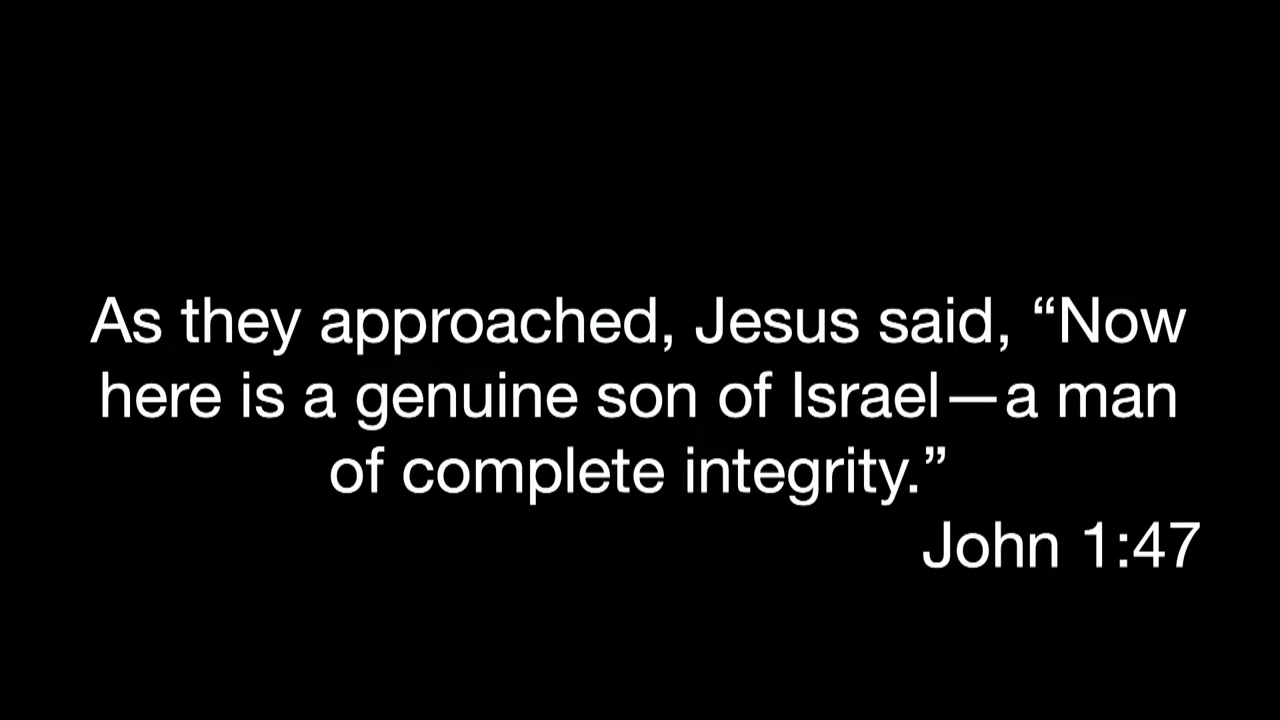 As they approached, Jesus said, “Now
here is a genuine son of Israel—a man
of complete integrity.”
John 1:47